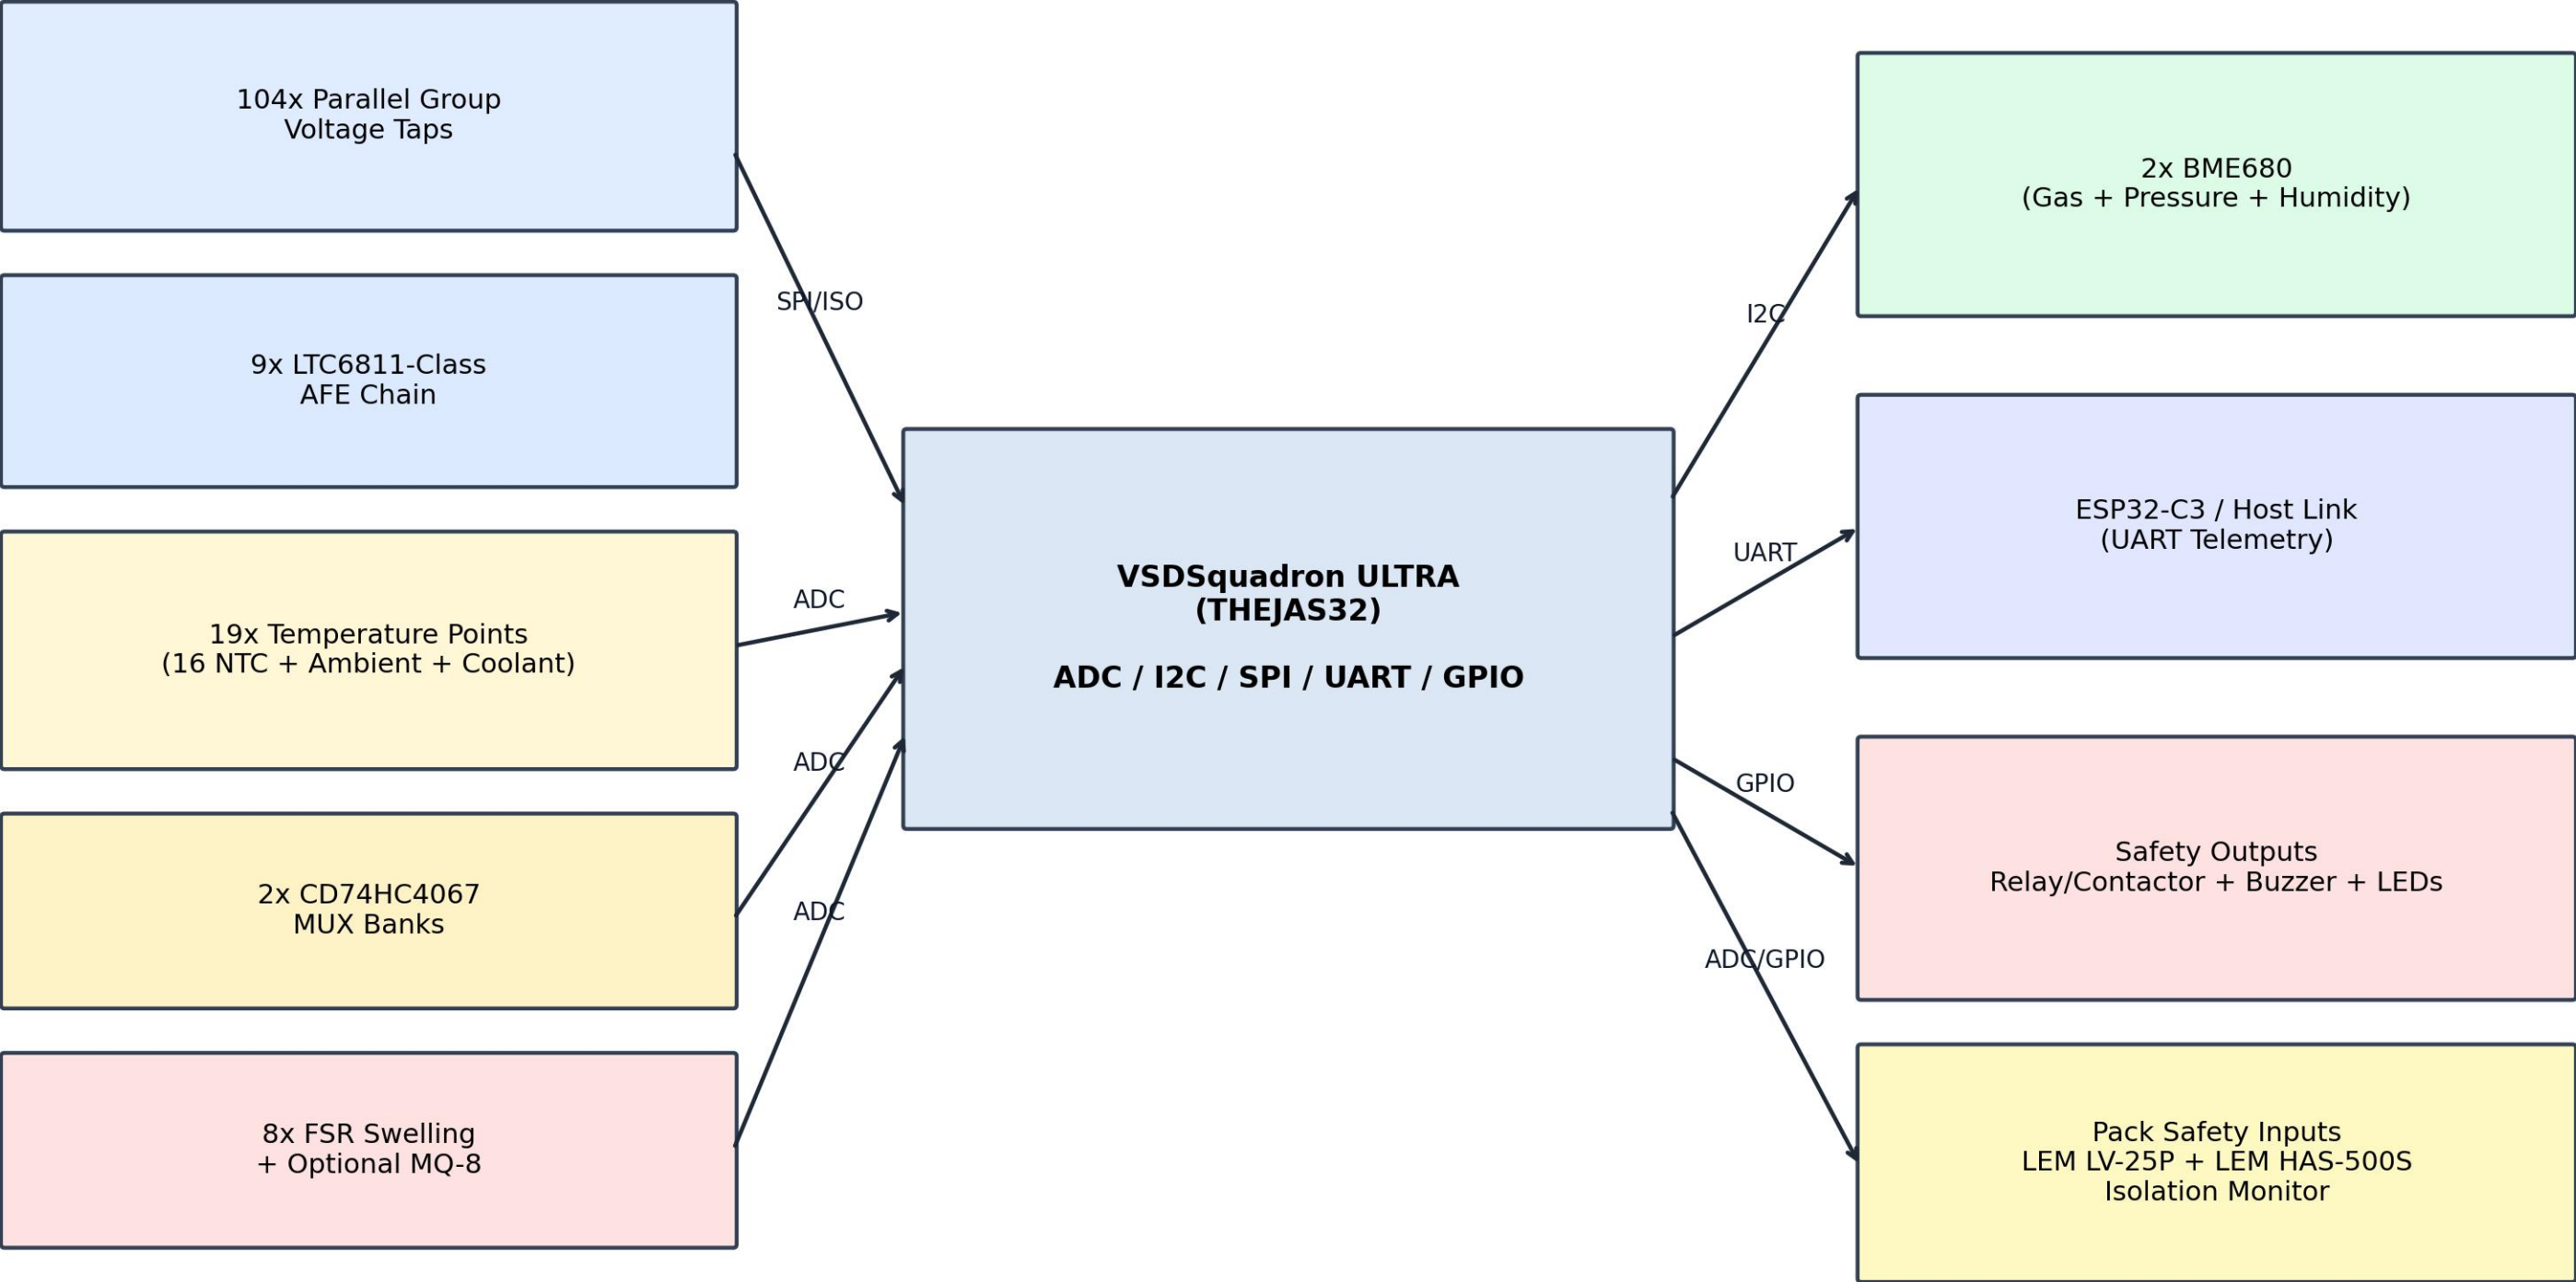 104x Parallel Group
Voltage Taps
9x LTC6811-Class
AFE Chain
19x Temperature Points
(16 NTC + Ambient + Coolant)
2x CD74HC4067
MUX Banks
8x FSR Swelling
+ Optional MQ-8
SPI/ISO
ADC
ADC
ADC
VSDSquadron ULTRA
(THEJAS32)
ADC / I2C / SPI / UART / GPIO
I2C
UART
GPIO
ADC/GPIO
2x BME680
(Gas + Pressure + Humidity)
ESP32-C3 / Host Link
(UART Telemetry)
Safety Outputs
Relay/Contactor + Buzzer + LEDs
Pack Safety Inputs
LEM LV-25P + LEM HAS-500S
Isolation Monitor